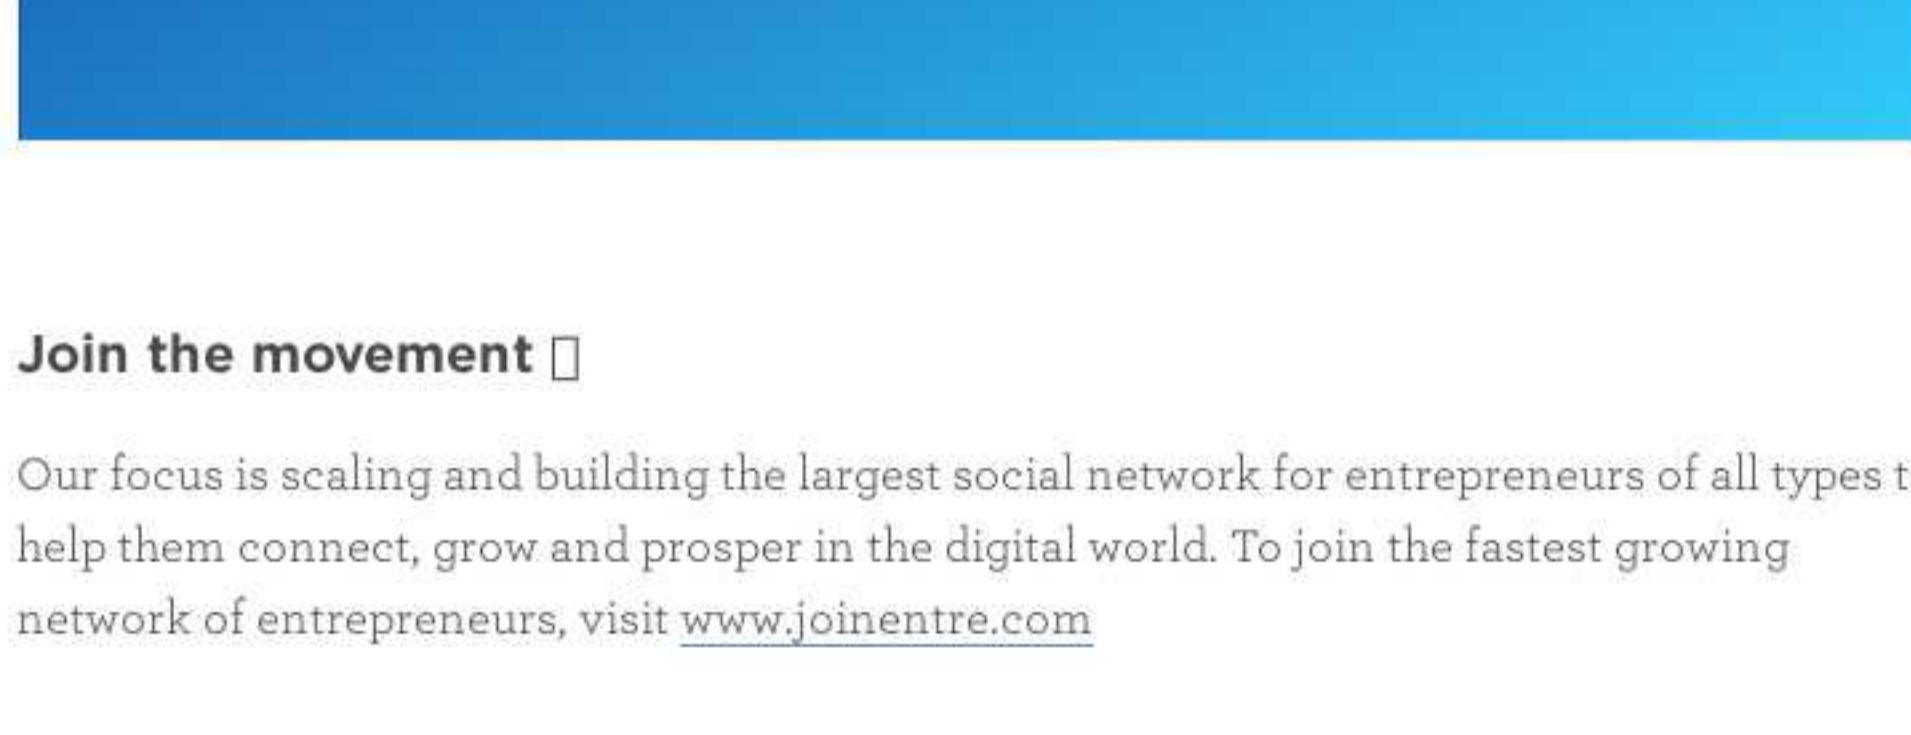 Join the movement
Our focus is scaling and building the largest social network for entrepreneurs of all types t
help them connect, grow and prosper in the digital world. To join the fastest growing
network of entrepreneurs, visit www.joinentre.com